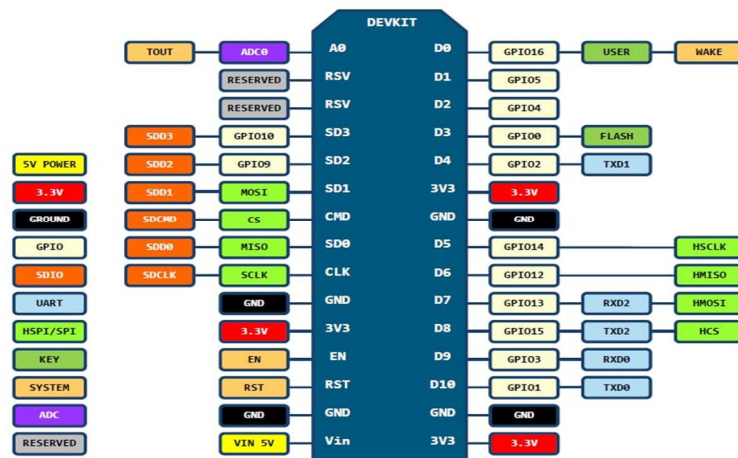 DEVKIT
TOUT ADC0 A0 D0 GPIO16 USER WAKE
RESERVED RSV D1 GPIO5
RESERVED RSV D2 GPIO4
SDD3 GPIO10 SD3 D3 GPIO0 FLASH
5V POWER SDD2 GPIO9 SD2 D4 GPIO2 TXD1
3.3V SDD1 MOSI SD1 3V3 3.3V
GROUND SDCMD CS CMD GND GND
GPIO SDD0 MISO SD0 D5 GPIO14 HSCLK
SDIO SDCLK SCLK CLK D6 GPIO12 HMISO
UART GND GND D7 GPIO13 RXD2 HMOSI
HSPI/SPI 3.3V 3V3 D8 GPIO15 TXD2 HCS
KEY EN EN D9 GPIO3 RXD0
SYSTEM RST RST D10 GPIO1 TXD0
ADC GND GND GND GND
RESERVED VIN 5V Vin 3V3 3.3V